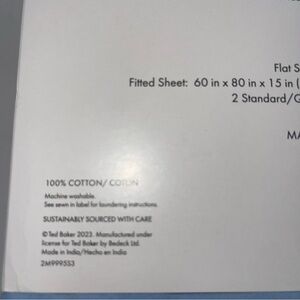 Flat S
Fitted Sheet: 60 in x 80 in x 15 in (
2 Standard/G
MA
100% COTTON/ COTON
Machine washable.
See sewn in label for laundering instructions.
SUSTAINABLY SOURCED WITH CARE
©Ted Baker 2023. Manufactured under
license for Ted Baker by Bedeck Ltd.
Made in India/Hecho en India
2M9995S3